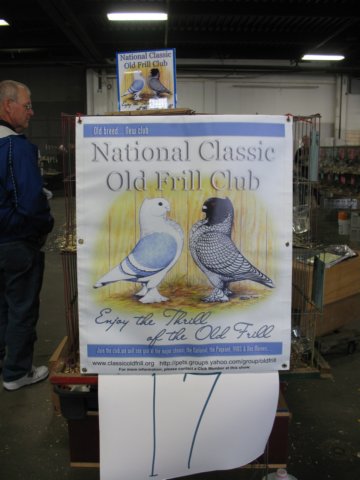 National Classic
Old Frill Club
Old breed... New club
National Classic
Old Frill Club
Enjoy the Thrill
of the Old Frill
www.classicoldfrill.org http://pets.groups.yahoo.com/group/oldfrill
For more information, please contact a Club Member at this show.
17